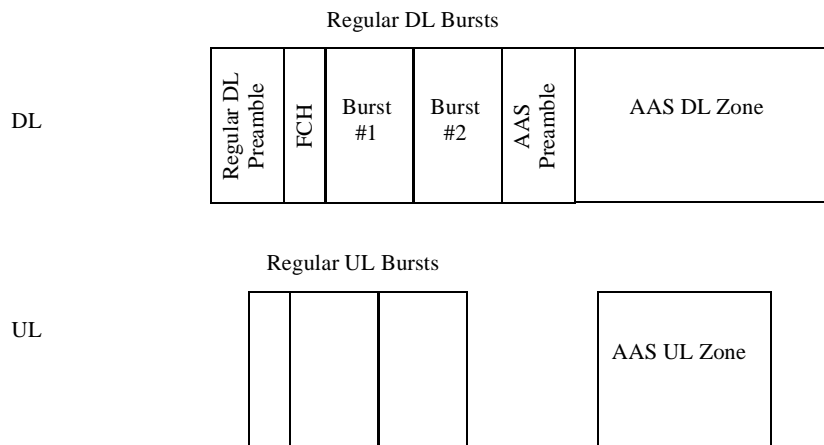 Regular DL Bursts
DL
Regular DL
Preamble
FCH
Burst
#1
Burst
#2
AAS
Preamble
AAS DL Zone
Regular UL Bursts
UL
AAS UL Zone